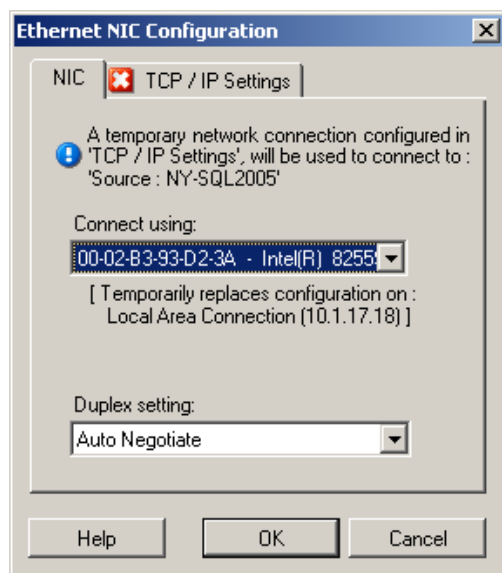 Ethernet NIC Configuration
NIC
TCP / IP Settings
A temporary network connection configured in
'TCP / IP Settings', will be used to connect to :
'Source : NY-SQL2005'
Connect using:
00-02-B3-93-D2-3A - Intel(R) 8255
[ Temporarily replaces configuration on :
Local Area Connection (10.1.17.18) ]
Duplex setting:
Auto Negotiate
Help
OK
Cancel